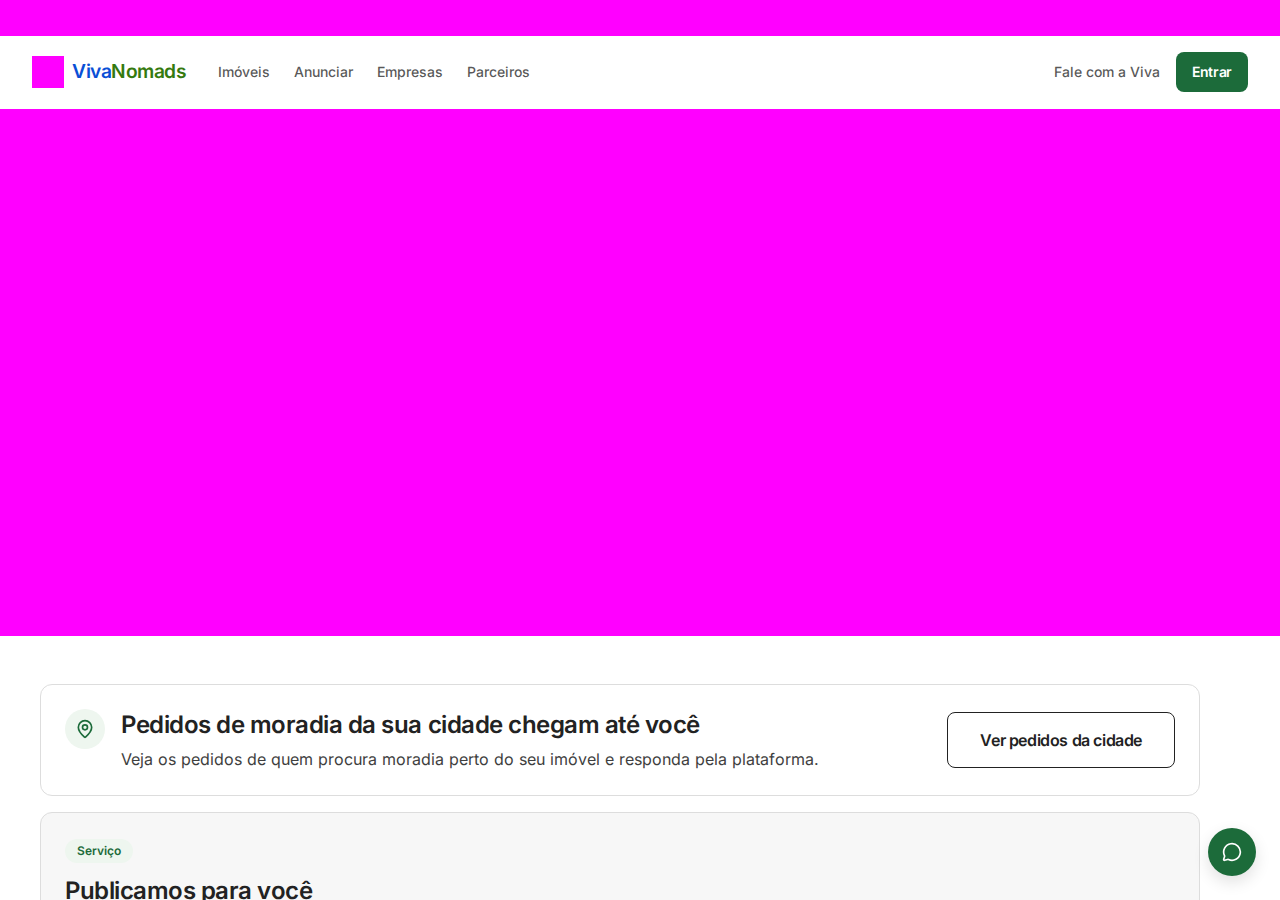 VivaNomads
Imóveis
Anunciar
Empresas
Parceiros
Fale com a Viva
Entrar
Pedidos de moradia da sua cidade chegam até você
Veja os pedidos de quem procura moradia perto do seu imóvel e responda pela plataforma.
Ver pedidos da cidade
Serviço
Publicamos para você